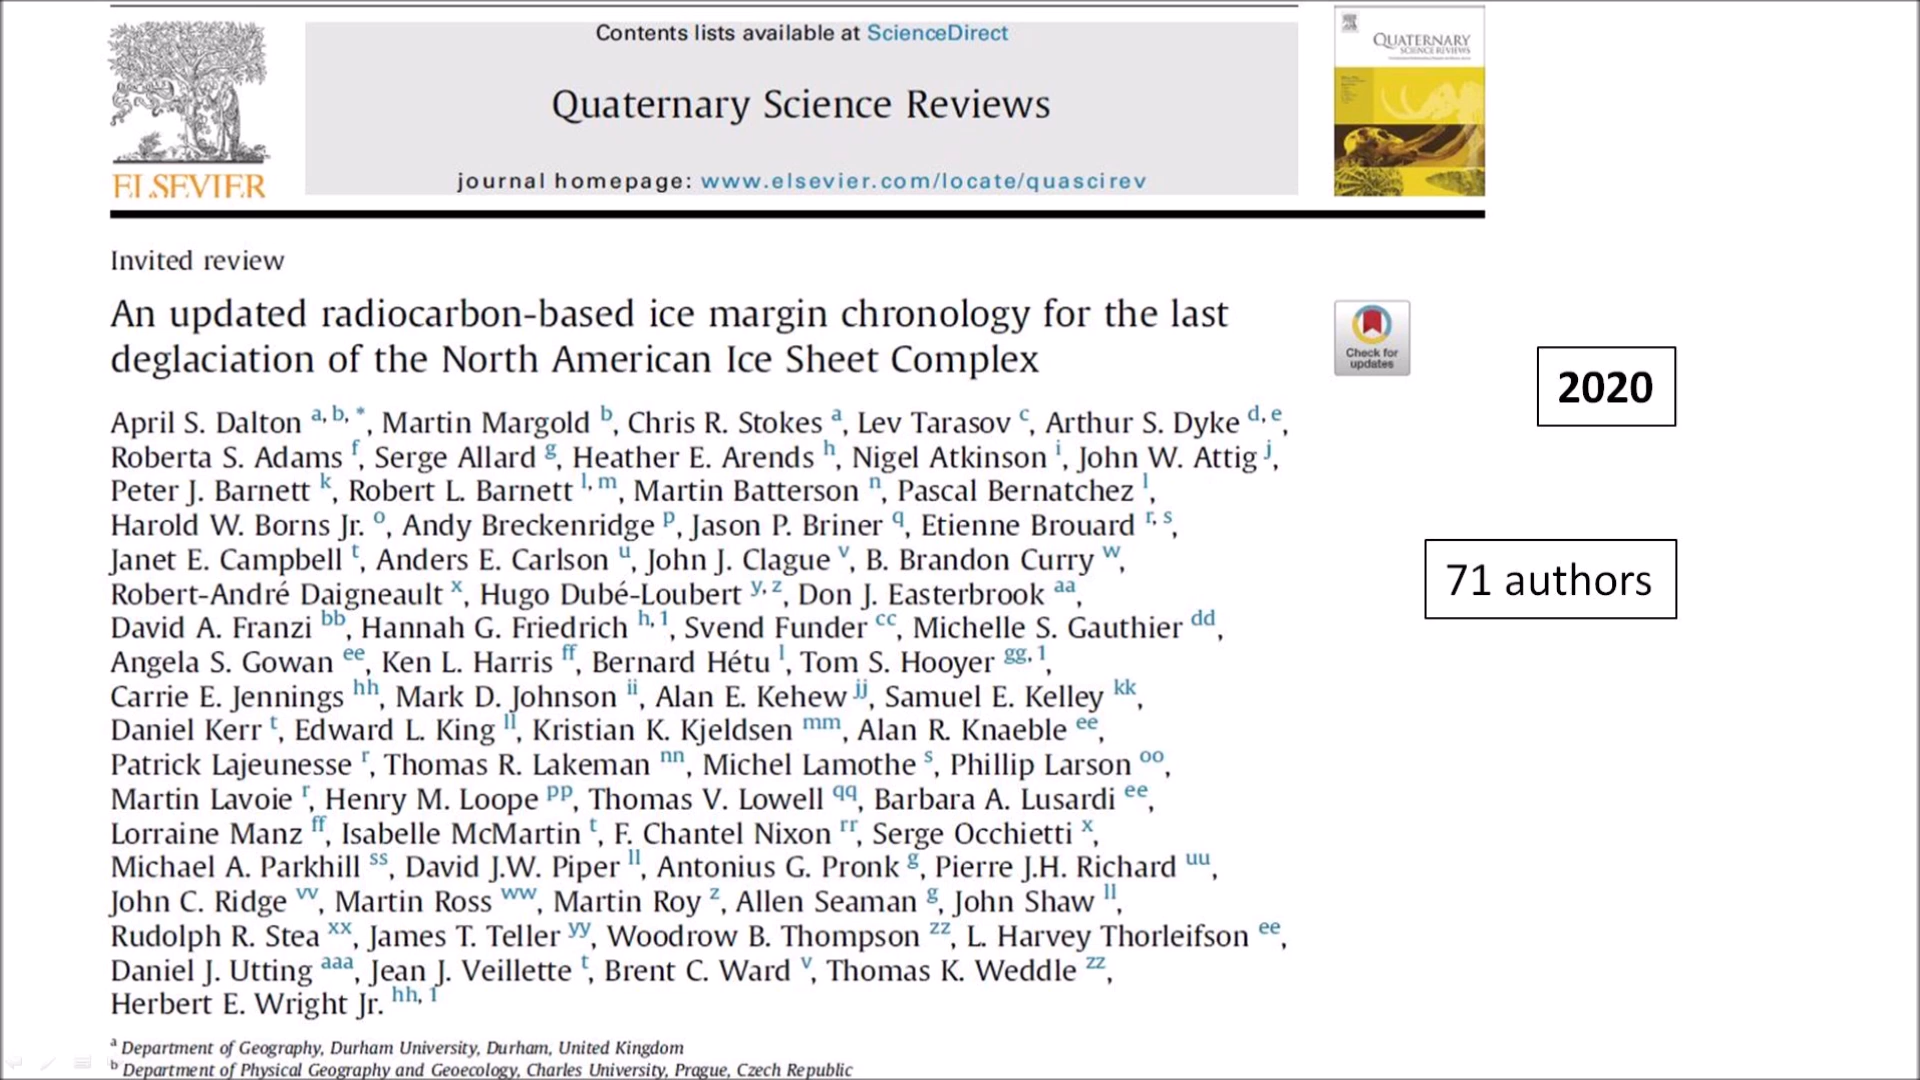 Contents lists available at ScienceDirect
Quaternary Science Reviews
journal homepage: www.elsevier.com/locate/quascirev
ELSEVIER
QUATERNARY
SCIENCE REVIEWS
Invited review
An updated radiocarbon-based ice margin chronology for the last
deglaciation of the North American Ice Sheet Complex
Check for
updates
2020
71 authors
April S. Dalton a, b, *, Martin Margold b, Chris R. Stokes a, Lev Tarasov c, Arthur S. Dyke d, e,
Roberta S. Adams f, Serge Allard g, Heather E. Arends h, Nigel Atkinson i, John W. Attig j,
Peter J. Barnett k, Robert L. Barnett l, m, Martin Batterson n, Pascal Bernatchez l,
Harold W. Borns Jr. o, Andy Breckenridge p, Jason P. Briner q, Etienne Brouard r, s,
Janet E. Campbell t, Anders E. Carlson u, John J. Clague v, B. Brandon Curry w,
Robert-André Daigneault x, Hugo Dubé-Loubert y, z, Don J. Easterbrook aa,
David A. Franzi bb, Hannah G. Friedrich h, 1, Svend Funder cc, Michelle S. Gauthier dd,
Angela S. Gowan ee, Ken L. Harris ff, Bernard Hétu l, Tom S. Hooyer gg, 1,
Carrie E. Jennings hh, Mark D. Johnson ii, Alan E. Kehew jj, Samuel E. Kelley kk,
Daniel Kerr t, Edward L. King ll, Kristian K. Kjeldsen mm, Alan R. Knaeble ee,
Patrick Lajeunesse r, Thomas R. Lakeman nn, Michel Lamothe s, Phillip Larson oo,
Martin Lavoie r, Henry M. Loope pp, Thomas V. Lowell qq, Barbara A. Lusardi ee,
Lorraine Manz ff, Isabelle McMartin t, F. Chantel Nixon rr, Serge Occhietti x,
Michael A. Parkhill ss, David J.W. Piper ll, Antonius G. Pronk g, Pierre J.H. Richard uu,
John C. Ridge vv, Martin Ross ww, Martin Roy z, Allen Seaman g, John Shaw ll,
Rudolph R. Stea xx, James T. Teller yy, Woodrow B. Thompson zz, L. Harvey Thorleifson ee,
Daniel J. Utting aaa, Jean J. Veillette t, Brent C. Ward v, Thomas K. Weddle zz,
Herbert E. Wright Jr. hh, 1
a Department of Geography, Durham University, Durham, United Kingdom
b Department of Physical Geography and Geoecology, Charles University, Prague, Czech Republic